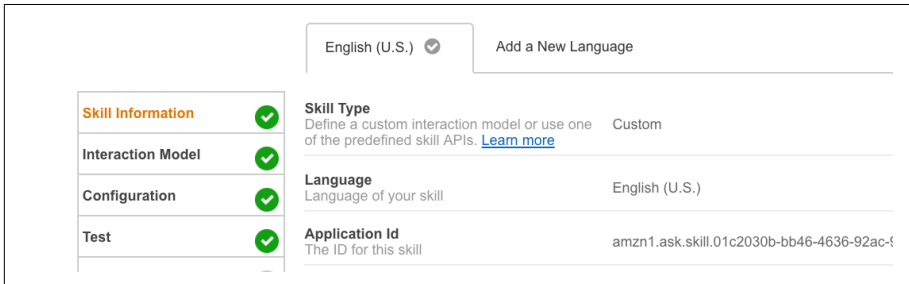 English (U.S.)
Add a New Language
Skill Information
Interaction Model
Configuration
Test
Skill Type
Define a custom interaction model or use one
of the predefined skill APIs. Learn more
Custom
Language
Language of your skill
English (U.S.)
Application Id
The ID for this skill
amzn1.ask.skill.01c2030b-bb46-4636-92ac-